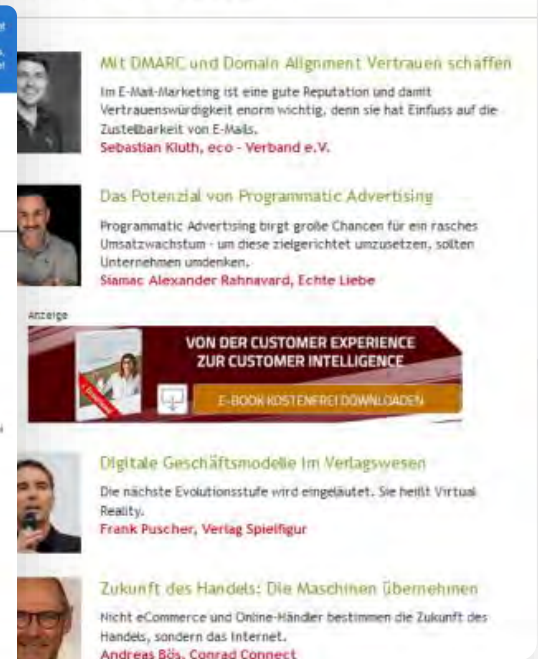 Mit DMARC und Domain Alignment Vertrauen schaffen
Im E-Mail-Marketing ist eine gute Reputation und damit
Vertrauenswürdigkeit enorm wichtig, denn sie hat Einfluss auf die
Zustellbarkeit von E-Mails.
Sebastian Kluth, eco - Verband e.V.
Das Potenzial von Programmatic Advertising
Programmatic Advertising birgt große Chancen für ein rasches
Umsatzwachstum - um diese zielgerichtet umzusetzen, sollten
Unternehmen umdenken.
Siamac Alexander Rahnavard, Echte Liebe
Anzeige
VON DER CUSTOMER EXPERIENCE
ZUR CUSTOMER INTELLIGENCE
Download
E-BOOK KOSTENFREI DOWNLOADEN
Digitale Geschäftsmodelle im Verlagswesen
Die nächste Evolutionsstufe wird eingeläutet. Sie heißt Virtual
Reality.
Frank Puscher, Verlag Spielfigur
Zukunft des Handels: Die Maschinen übernehmen
Nicht eCommerce und Online-Händler bestimmen die Zukunft des
Handels, sondern das Internet.
Andreas Bös, Conrad Connect